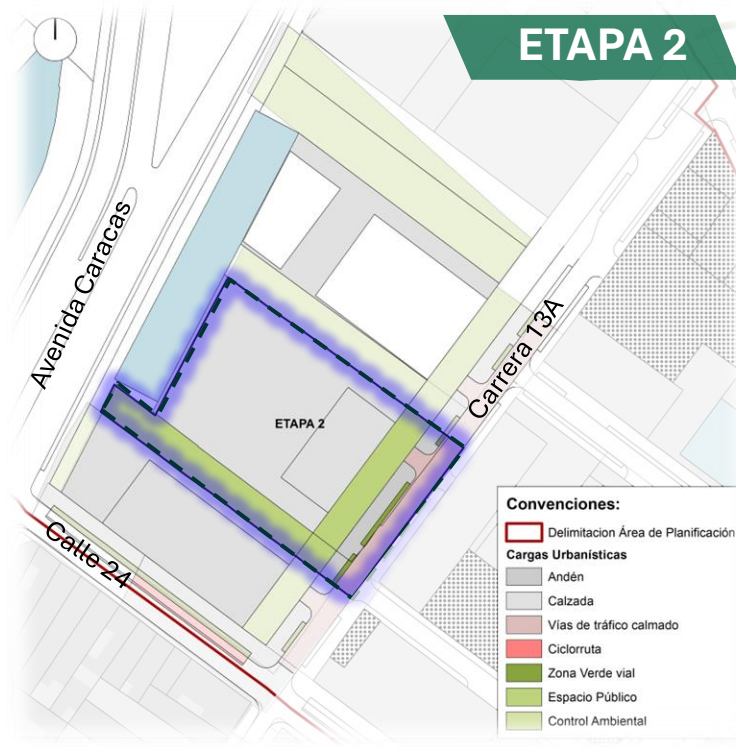 ETAPA 2
Avenida Caracas
Carrera 13A
ETAPA 2
Calle 24
Convenciones:
Delimitacion Área de Planificación
Cargas Urbanísticas
Andén
Calzada
Vías de tráfico calmado
Ciclorruta
Zona Verde vial
Espacio Público
Control Ambiental